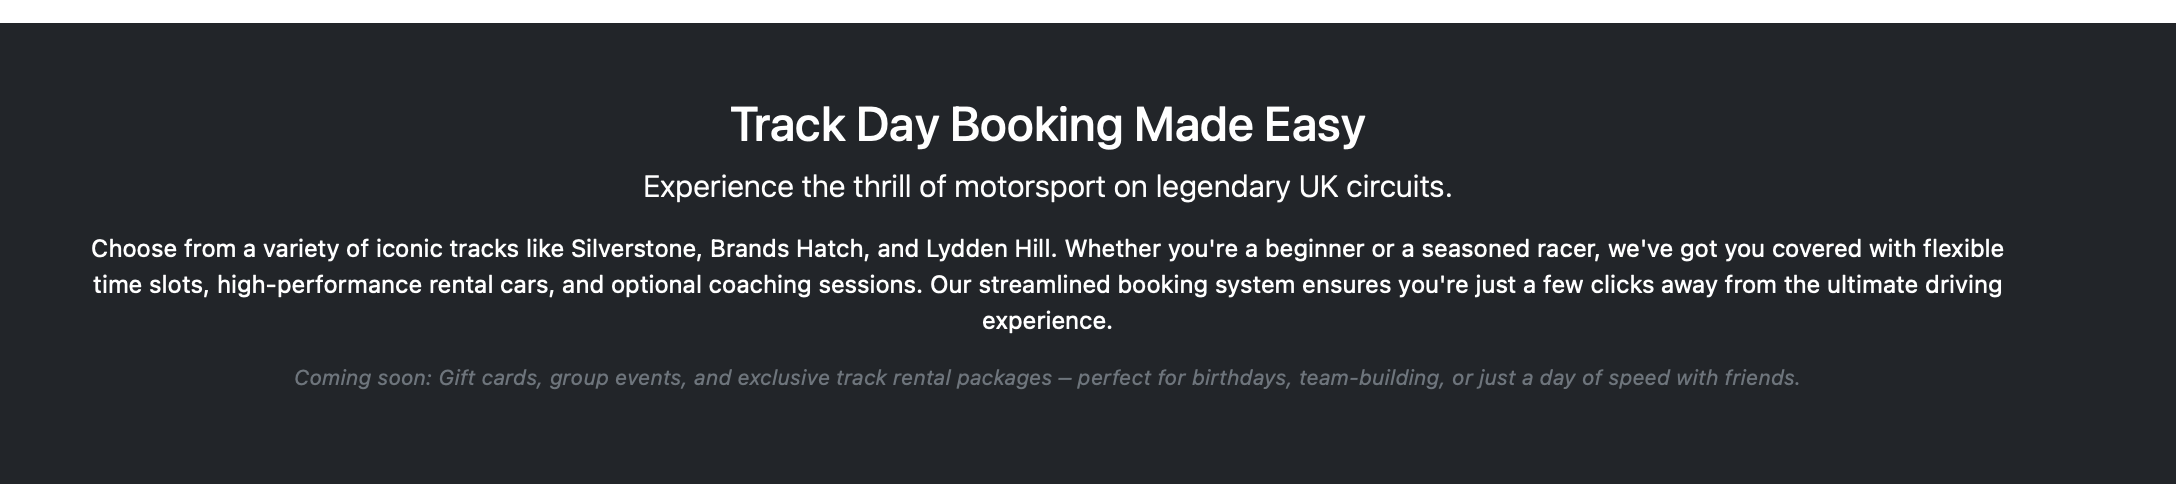 Track Day Booking Made Easy
Experience the thrill of motorsport on legendary UK circuits.
Choose from a variety of iconic tracks like Silverstone, Brands Hatch, and Lydden Hill. Whether you're a beginner or a seasoned racer, we've got you covered with flexible
time slots, high-performance rental cars, and optional coaching sessions. Our streamlined booking system ensures you're just a few clicks away from the ultimate driving
experience.
Coming soon: Gift cards, group events, and exclusive track rental packages – perfect for birthdays, team-building, or just a day of speed with friends.